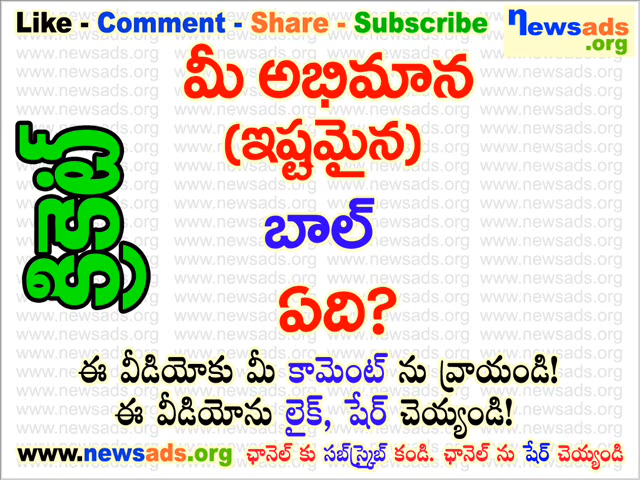 Like - Comment - Share - Subscribe
newsads
.org
మీ అభిమాన
(ఇష్టమైన)
క్రికెట్
బాల్
ఏది?
ఈ వీడియోకు మీ కామెంట్ ను వ్రాయండి!
ఈ వీడియోను లైక్, షేర్ చెయ్యండి!
www.newsads.org ఛానెల్ కు సబ్‌స్క్రైబ్ కండి. ఛానెల్ ను షేర్ చెయ్యండి